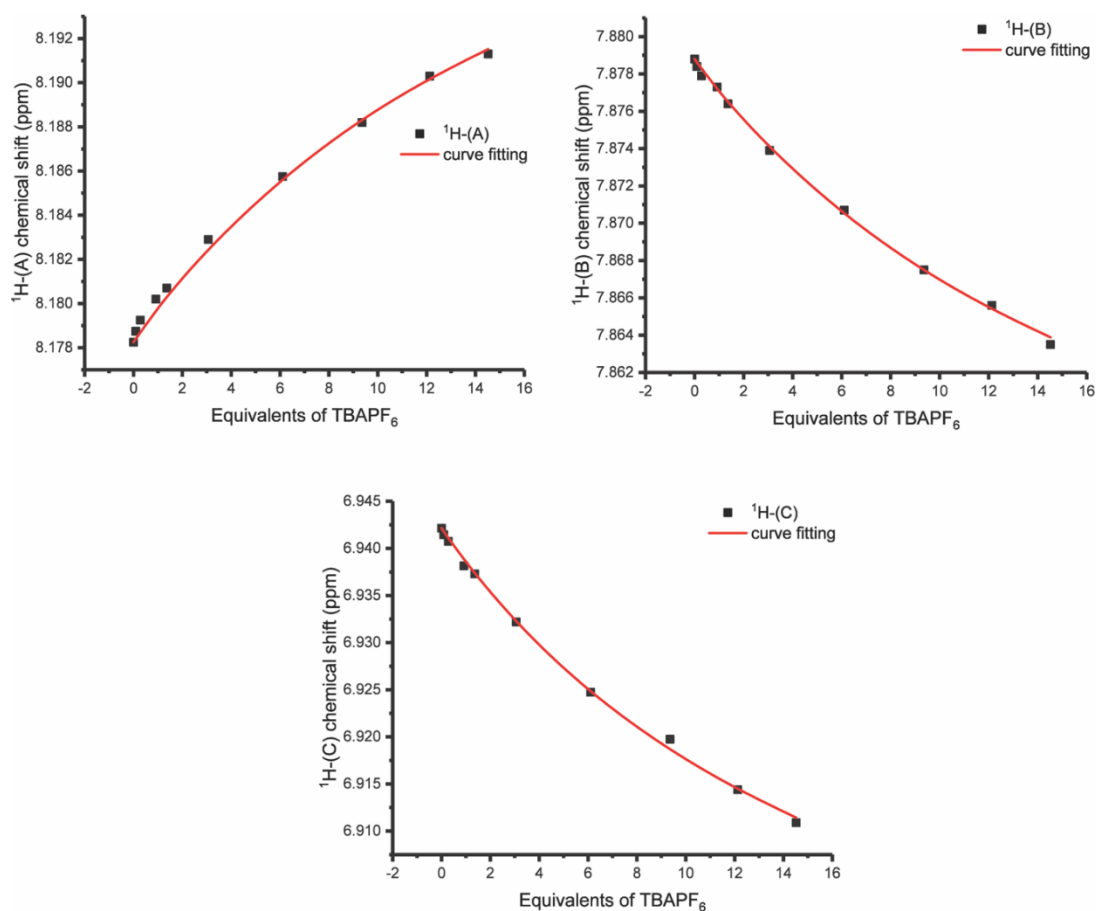 8.192
8.190
8.188
8.186
8.184
8.182
8.180
8.178
¹H-(A) chemical shift (ppm)
¹H-(A)
curve fitting
-2 0 2 4 6 8 10 12 14 16
Equivalents of TBAPF₆
7.880
7.878
7.876
7.874
7.872
7.870
7.868
7.866
7.864
7.862
¹H-(B) chemical shift (ppm)
¹H-(B)
curve fitting
-2 0 2 4 6 8 10 12 14 16
Equivalents of TBAPF₆
6.945
6.940
6.935
6.930
6.925
6.920
6.915
6.910
¹H-(C) chemical shift (ppm)
¹H-(C)
curve fitting
-2 0 2 4 6 8 10 12 14 16
Equivalents of TBAPF₆